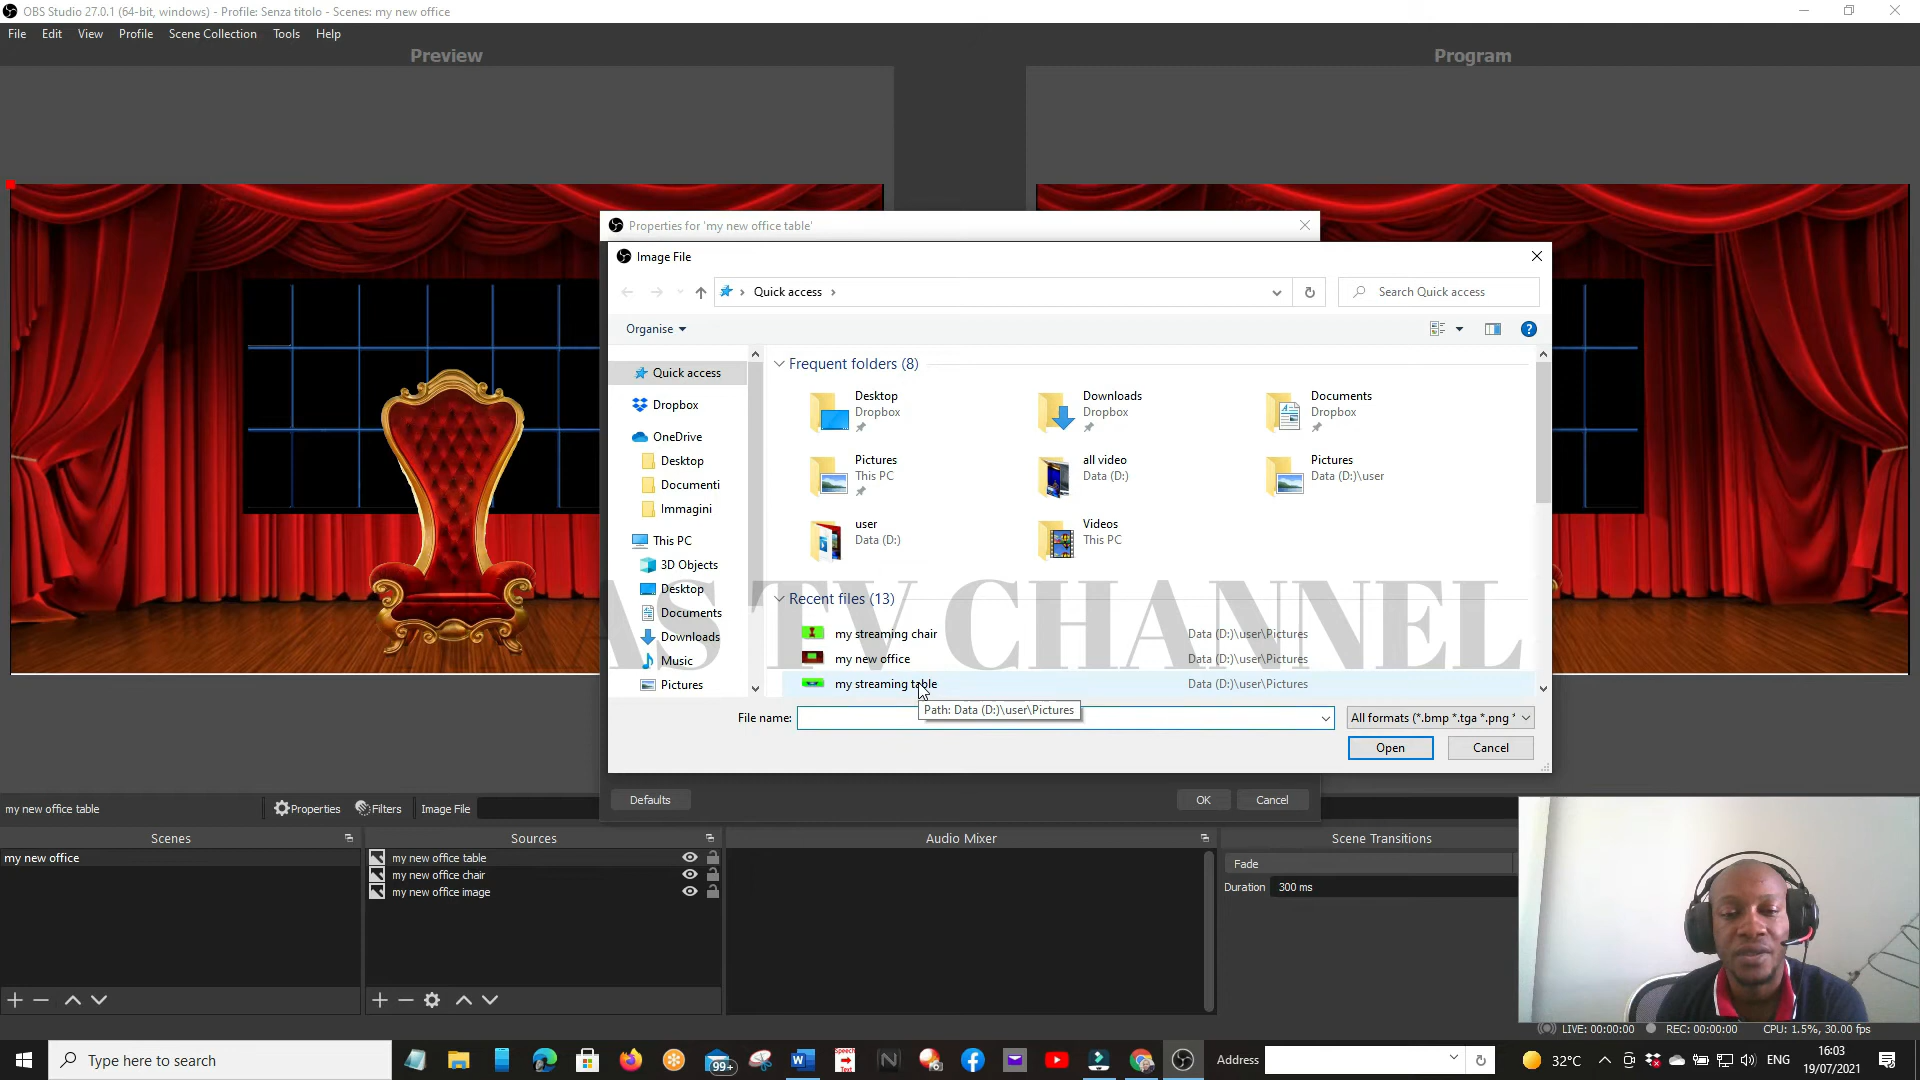 OBS Studio 27.0.1 (64-bit, windows) - Profile: Senza titolo - Scenes: my new office
File Edit View Profile Scene Collection Tools Help
Preview
Program
Properties for 'my new office table'
Image File
Quick access
Search Quick access
Organise
Quick access
Dropbox
OneDrive
Desktop
Documenti
Immagini
This PC
3D Objects
Desktop
Documents
Downloads
Music
Pictures
Frequent folders (8)
Desktop
Dropbox
Downloads
Dropbox
Documents
Dropbox
Pictures
This PC
all video
Data (D:)
Pictures
Data (D:)\user
user
Data (D:)
Videos
This PC
AS TV CHANNEL
Recent files (13)
my streaming chair Data (D:)\user\Pictures
my new office Data (D:)\user\Pictures
my streaming table Data (D:)\user\Pictures
Path: Data (D:)\user\Pictures
File name:
All formats (*.bmp *.tga *.png *
Open Cancel
Defaults OK Cancel
my new office table Properties Filters Image File
Scenes
my new office
Sources
my new office table
my new office chair
my new office image
Audio Mixer
Scene Transitions
Fade
Duration 300 ms
LIVE: 00:00:00 REC: 00:00:00 CPU: 1.5%, 30.00 fps
Type here to search
99+
Speech
Text
Address
32°C
ENG
16:03
19/07/2021